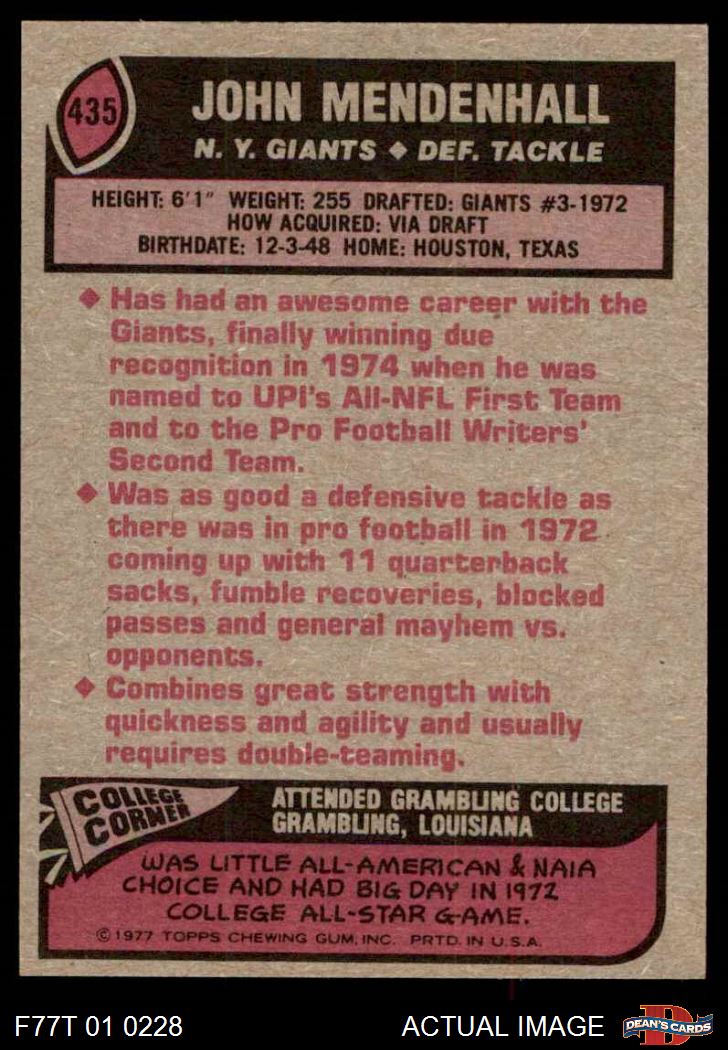 435
JOHN MENDENHALL
N. Y. GIANTS ◆ DEF. TACKLE
HEIGHT: 6'1" WEIGHT: 255 DRAFTED: GIANTS #3-1972
HOW ACQUIRED: VIA DRAFT
BIRTHDATE: 12-3-48 HOME: HOUSTON, TEXAS
◆ Has had an awesome career with the
Giants, finally winning due
recognition in 1974 when he was
named to UPI's All-NFL First Team
and to the Pro Football Writers'
Second Team.
◆ Was as good a defensive tackle as
there was in pro football in 1972
coming up with 11 quarterback
sacks, fumble recoveries, blocked
passes and general mayhem vs.
opponents.
◆ Combines great strength with
quickness and agility and usually
requires double-teaming.
COLLEGE
CORNER
ATTENDED GRAMBLING COLLEGE
GRAMBLING, LOUISIANA
WAS LITTLE ALL-AMERICAN & NAIA
CHOICE AND HAD BIG DAY IN 1972
COLLEGE ALL-STAR GAME.
© 1977 TOPPS CHEWING GUM, INC. PRTD. IN U.S.A.
F77T 01 0228
ACTUAL IMAGE
D
DEAN'S CARDS